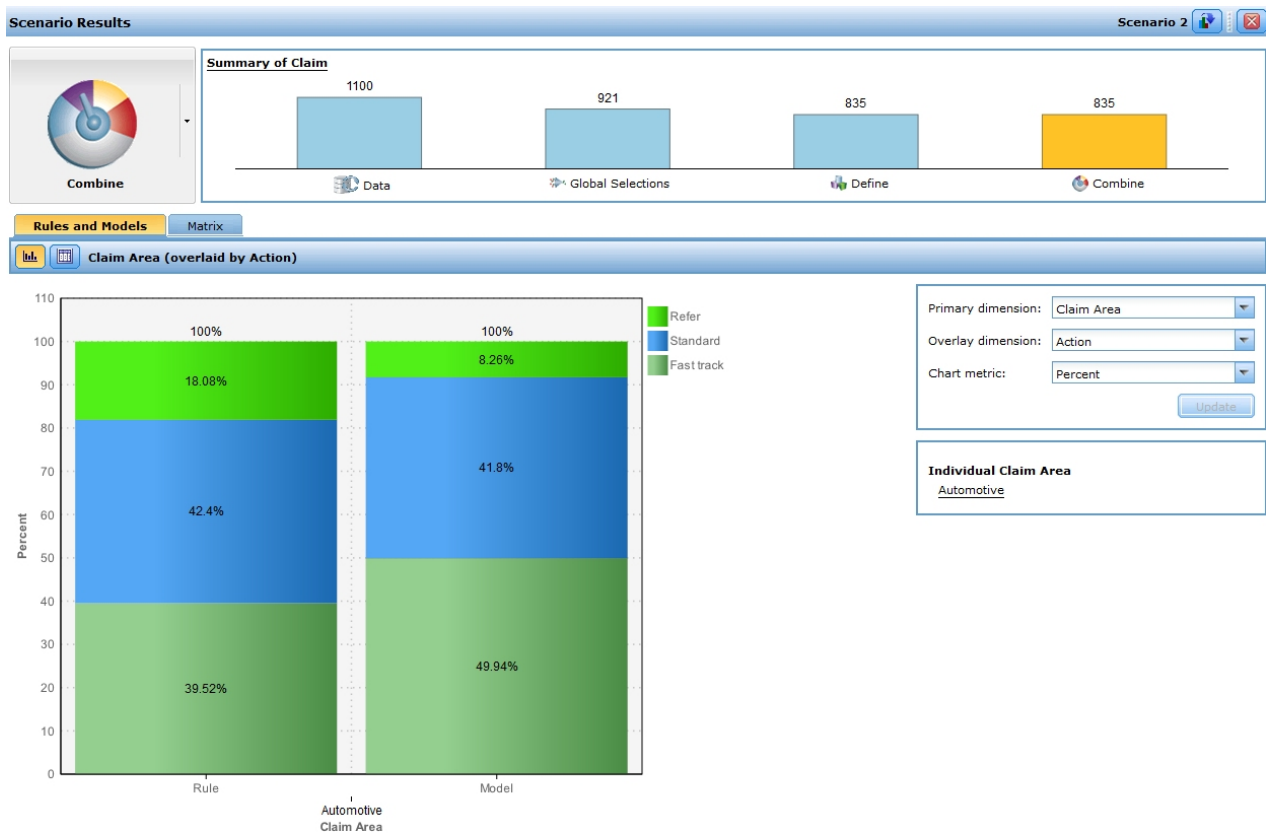 Scenario Results
Scenario 2
Summary of Claim
1100
921
835
835
Data
Global Selections
Define
Combine
Combine
Rules and Models
Matrix
Claim Area (overlaid by Action)
110
100
90
80
70
60
50
40
30
20
10
0
Percent
100%
100%
18.08%
8.26%
42.4%
41.8%
39.52%
49.94%
Rule
Model
Automotive
Claim Area
Refer
Standard
Fast track
Primary dimension: Claim Area
Overlay dimension: Action
Chart metric: Percent
Update
Individual Claim Area
Automotive